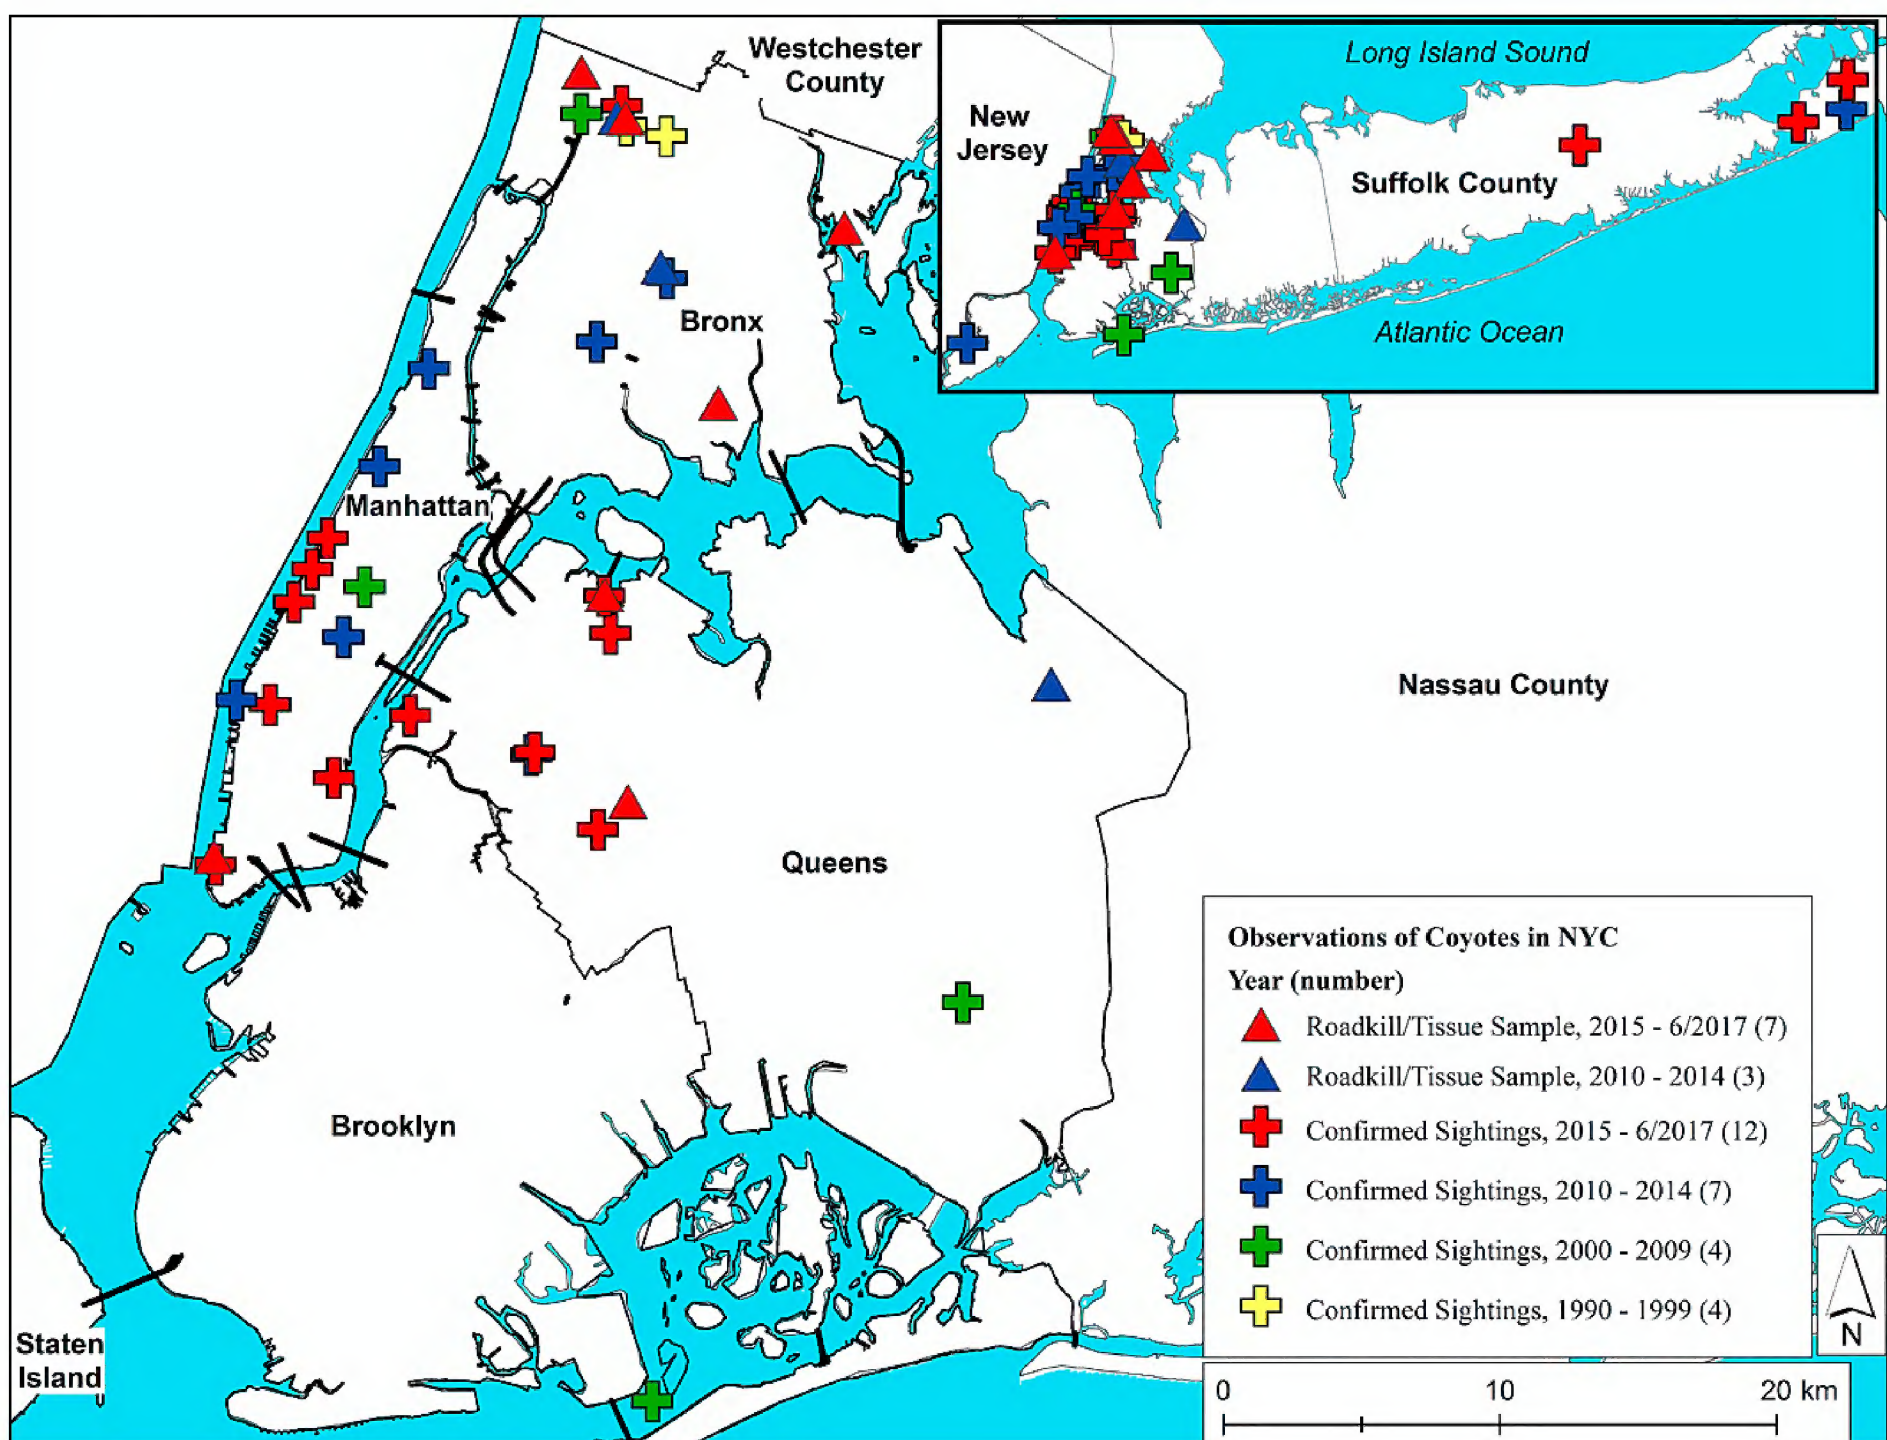 Westchester
County
Long Island Sound
New
Jersey
Suffolk County
Atlantic Ocean
Bronx
Manhattan
Nassau County
Queens
Brooklyn
Staten
Island
Observations of Coyotes in NYC
Year (number)
Roadkill/Tissue Sample, 2015 - 6/2017 (7)
Roadkill/Tissue Sample, 2010 - 2014 (3)
Confirmed Sightings, 2015 - 6/2017 (12)
Confirmed Sightings, 2010 - 2014 (7)
Confirmed Sightings, 2000 - 2009 (4)
Confirmed Sightings, 1990 - 1999 (4)
N
0 10 20 km